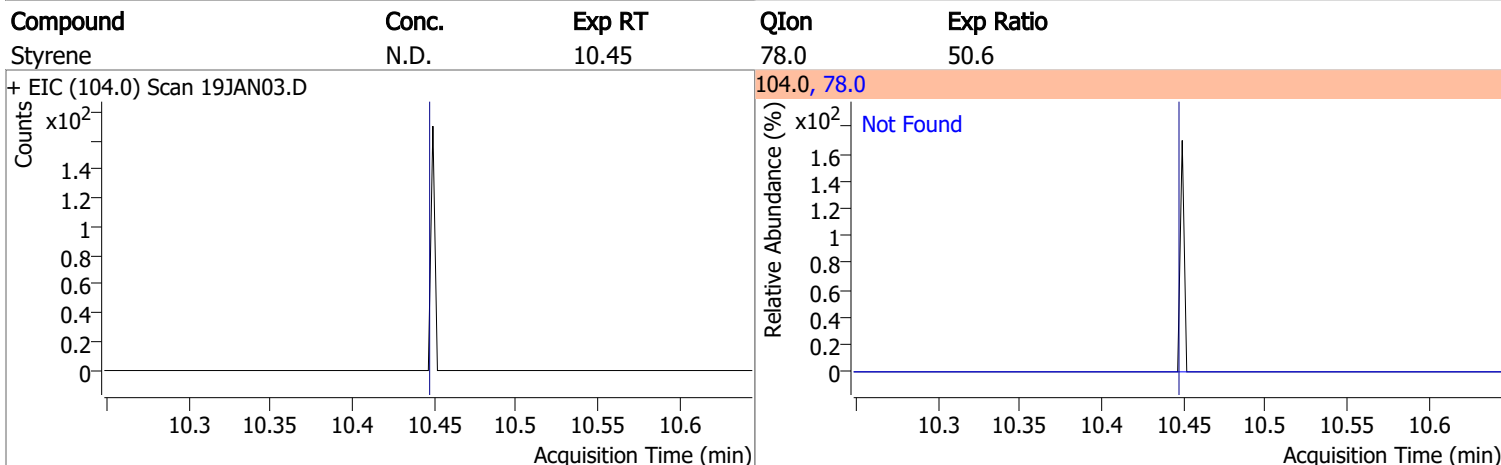 Compound Conc. Exp RT QIon Exp Ratio
Styrene N.D. 10.45 78.0 50.6
+ EIC (104.0) Scan 19JAN03.D
104.0, 78.0
Counts
x10²
1.4
1.2
1
0.8
0.6
0.4
0.2
0
10.3 10.35 10.4 10.45 10.5 10.55 10.6
Acquisition Time (min)
Relative Abundance (%)
x10²
Not Found
1.6
1.4
1.2
1
0.8
0.6
0.4
0.2
0
10.3 10.35 10.4 10.45 10.5 10.55 10.6
Acquisition Time (min)